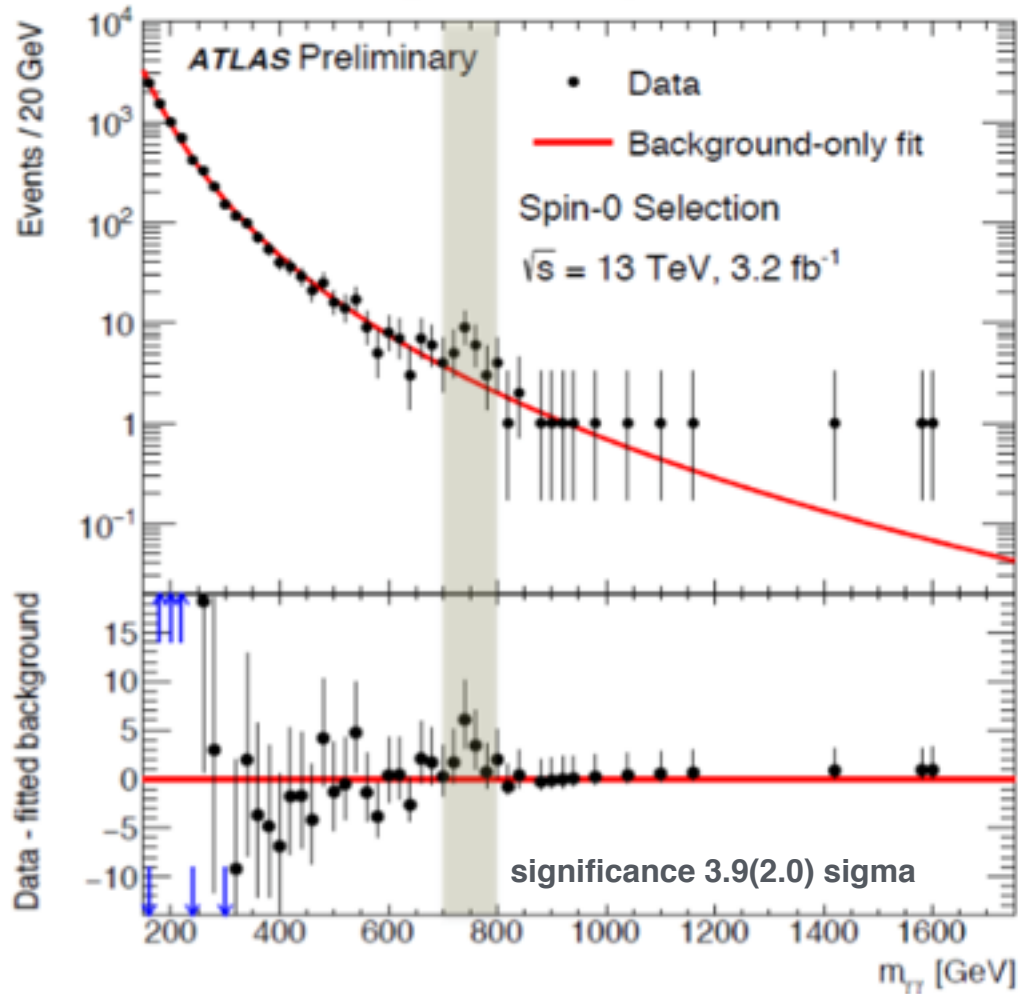 Events / 20 GeV
10⁴
10³
10²
10
1
10⁻¹
ATLAS Preliminary
Data
Background-only fit
Spin-0 Selection
√s = 13 TeV, 3.2 fb⁻¹
Data - fitted background
15
10
5
0
−5
−10
significance 3.9(2.0) sigma
200 400 600 800 1000 1200 1400 1600
m_γγ [GeV]